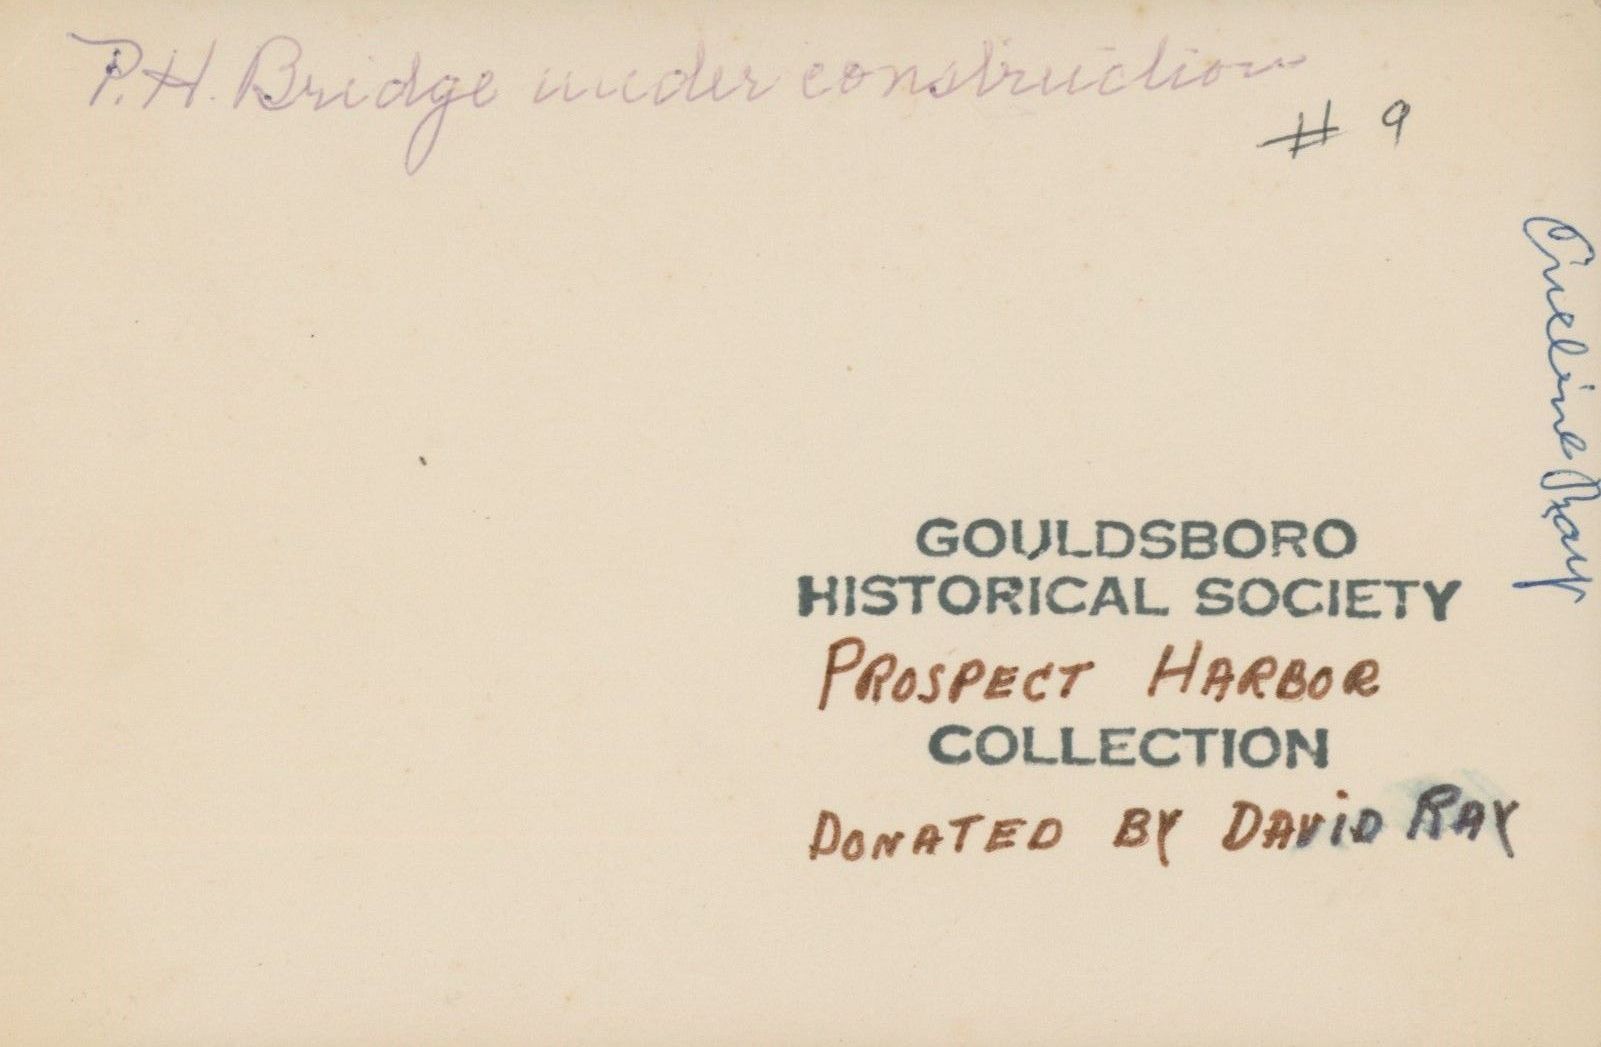 P.H. Bridge under construction
# 9
Eveline Ray
GOULDSBORO
HISTORICAL SOCIETY
PROSPECT HARBOR
COLLECTION
DONATED BY DAVID RAY